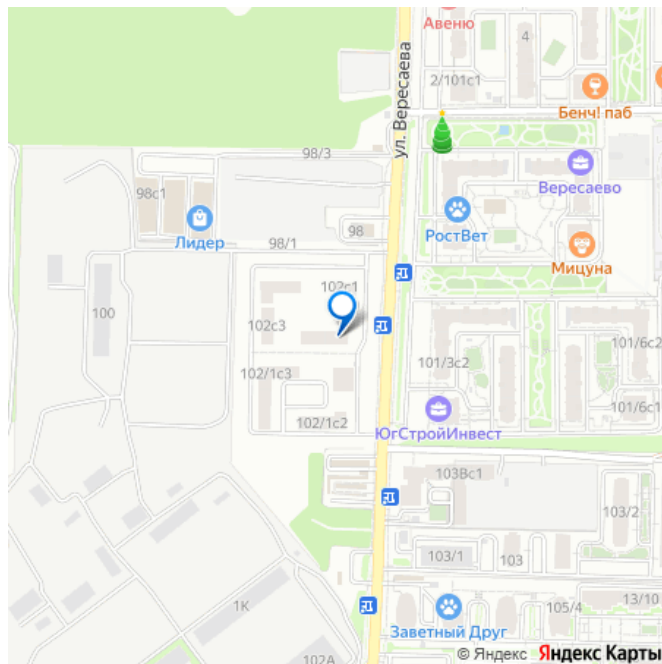 Авеню
4
2/101с1
Бенч! паб
ул. Вересаева
98/3
98с1
Вересаево
98
РостВет
Лидер
98/1
Мицуна
102с1
100
102с3
101/3с2
101/6с2
102/1с3
101/6с1
102/1с2
ЮгСтройИнвест
103Вс1
103/2
103/1
103
1К
105/4
13/10
Заветный Друг
102А
© Яндекс Яндекс Карты